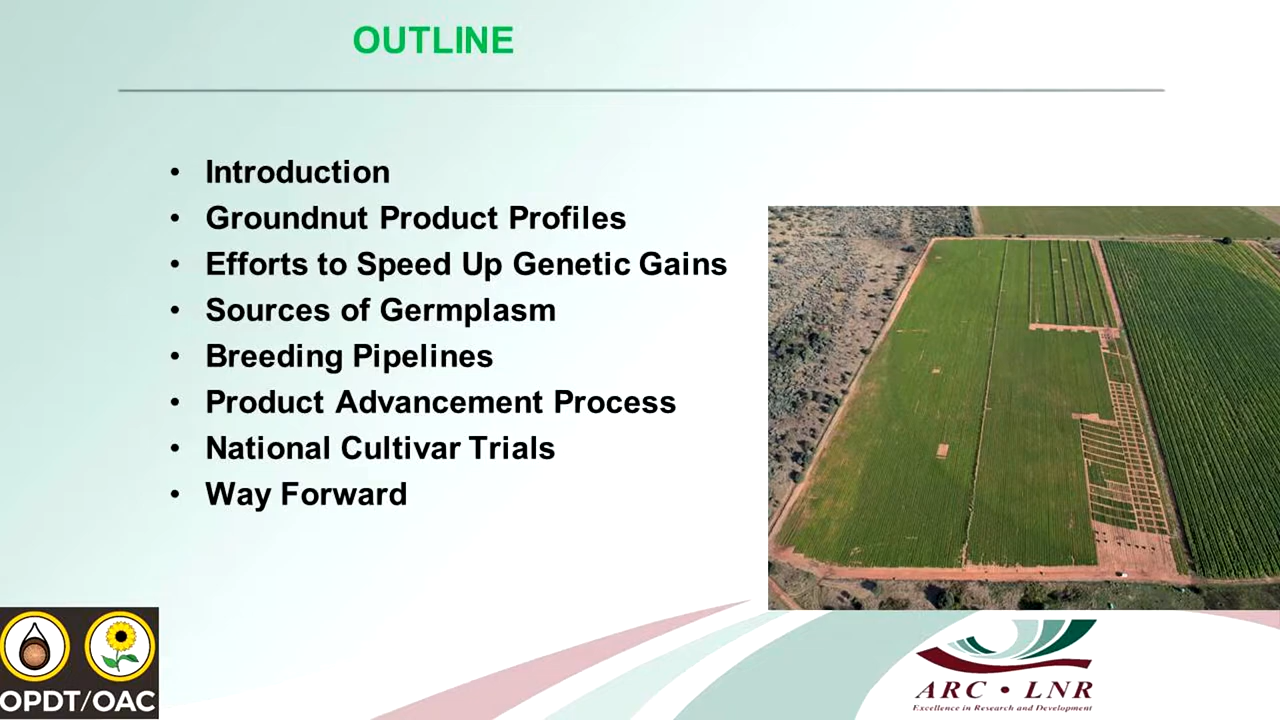 OUTLINE
• Introduction
• Groundnut Product Profiles
• Efforts to Speed Up Genetic Gains
• Sources of Germplasm
• Breeding Pipelines
• Product Advancement Process
• National Cultivar Trials
• Way Forward
OPDT/OAC
ARC • LNR
Excellence in Research and Development